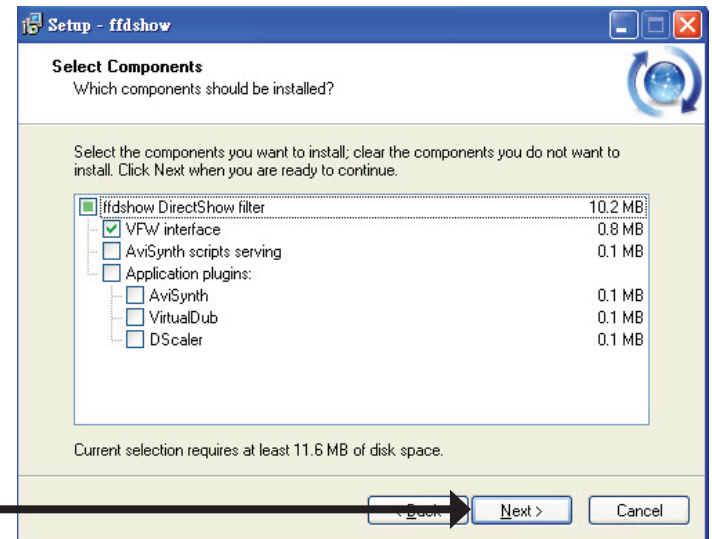 Setup - ffdshow
Select Components
Which components should be installed?
Select the components you want to install; clear the components you do not want to
install. Click Next when you are ready to continue.
ffdshow DirectShow filter 10.2 MB
VFW interface 0.8 MB
AviSynth scripts serving 0.1 MB
Application plugins:
AviSynth 0.1 MB
VirtualDub 0.1 MB
DScaler 0.1 MB
Current selection requires at least 11.6 MB of disk space.
< Back Next > Cancel